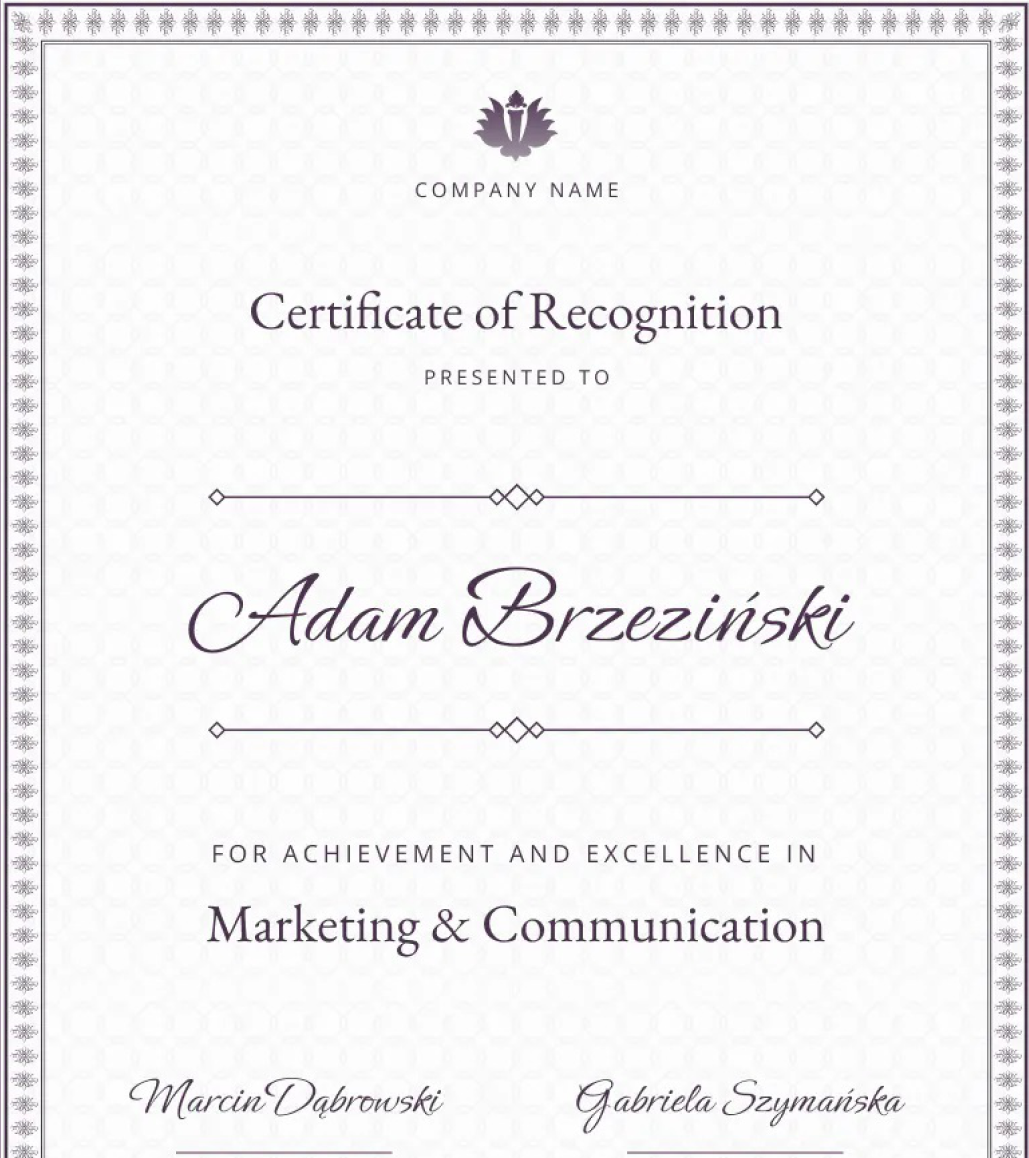 COMPANY NAME
Certificate of Recognition
PRESENTED TO
Adam Brzeziński
FOR ACHIEVEMENT AND EXCELLENCE IN
Marketing & Communication
Marcin Dąbrowski Gabriela Szymańska